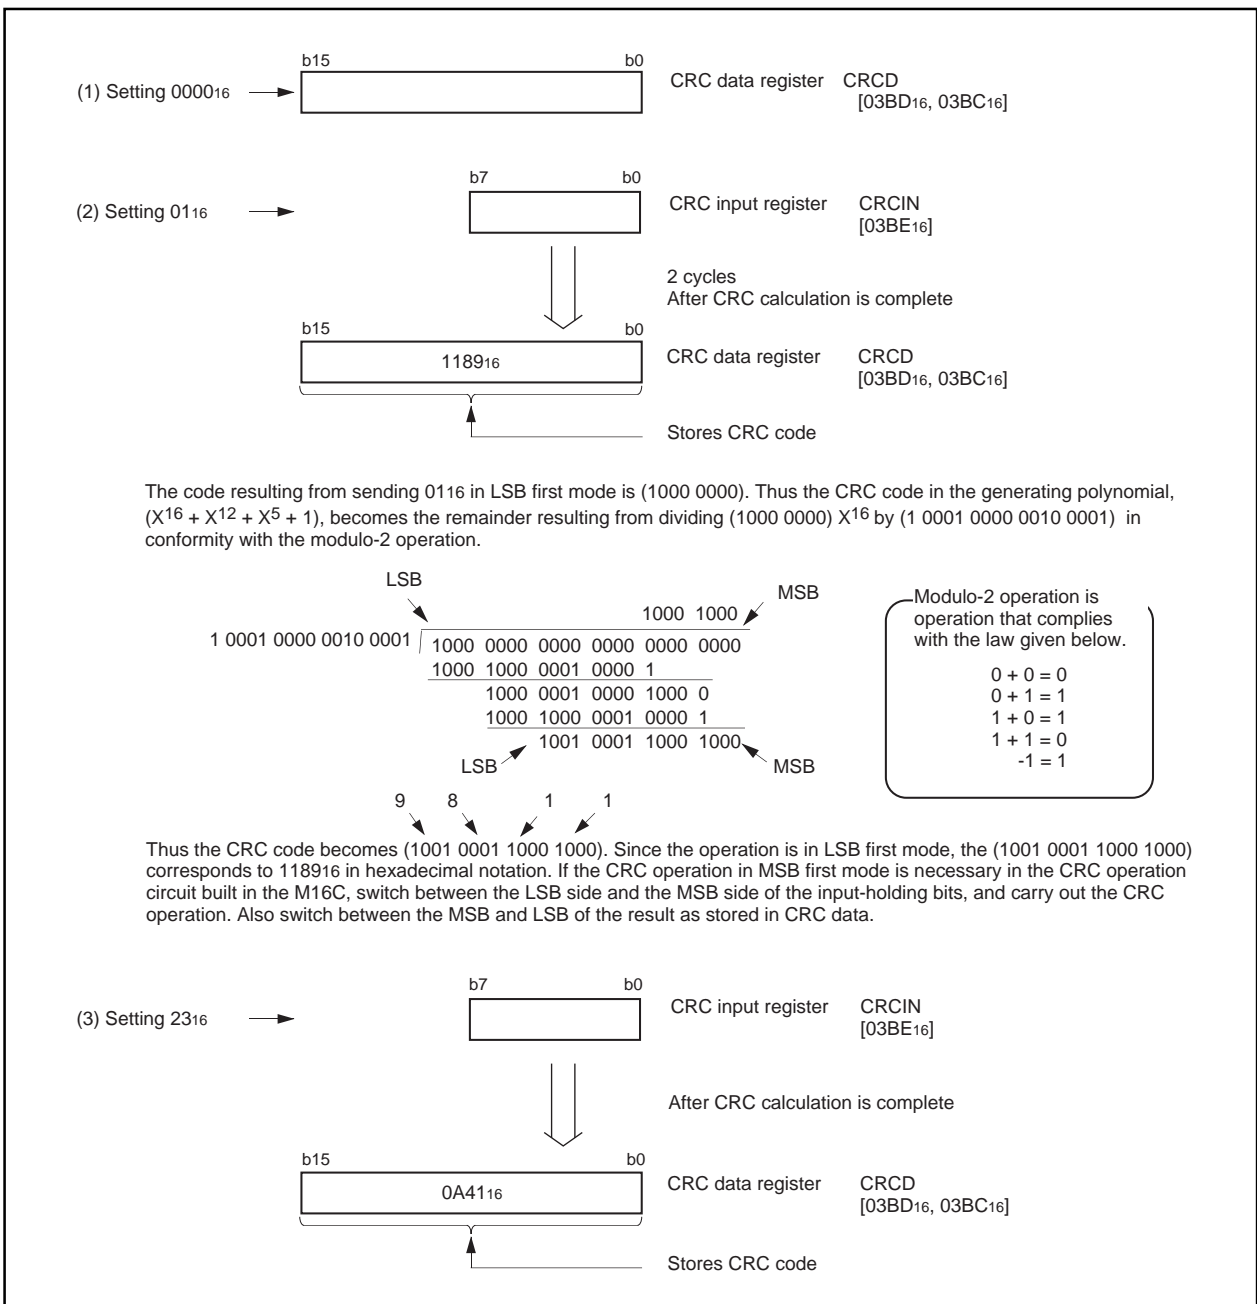 b15 b0
(1) Setting 000016 CRC data register CRCD
[03BD16, 03BC16]
b7 b0
(2) Setting 0116 CRC input register CRCIN
[03BE16]
2 cycles
After CRC calculation is complete
b15 b0
118916 CRC data register CRCD
[03BD16, 03BC16]
Stores CRC code
The code resulting from sending 0116 in LSB first mode is (1000 0000). Thus the CRC code in the generating polynomial,
(X16 + X12 + X5 + 1), becomes the remainder resulting from dividing (1000 0000) X16 by (1 0001 0000 0010 0001) in
conformity with the modulo-2 operation.
LSB
MSB
1000 1000
1 0001 0000 0010 0001
1000 0000 0000 0000 0000 0000
1000 1000 0001 0000 1
1000 0001 0000 1000 0
1000 1000 0001 0000 1
1001 0001 1000 1000
LSB MSB
Modulo-2 operation is
operation that complies
with the law given below.
0 + 0 = 0
0 + 1 = 1
1 + 0 = 1
1 + 1 = 0
-1 = 1
9 8 1 1
Thus the CRC code becomes (1001 0001 1000 1000). Since the operation is in LSB first mode, the (1001 0001 1000 1000)
corresponds to 118916 in hexadecimal notation. If the CRC operation in MSB first mode is necessary in the CRC operation
circuit built in the M16C, switch between the LSB side and the MSB side of the input-holding bits, and carry out the CRC
operation. Also switch between the MSB and LSB of the result as stored in CRC data.
b7 b0
(3) Setting 2316 CRC input register CRCIN
[03BE16]
After CRC calculation is complete
b15 b0
0A4116 CRC data register CRCD
[03BD16, 03BC16]
Stores CRC code